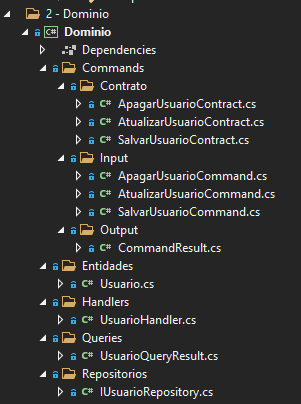 2 - Dominio
C# Dominio
Dependencies
Commands
Contrato
C# ApagarUsuarioContract.cs
C# AtualizarUsuarioContract.cs
C# SalvarUsuarioContract.cs
Input
C# ApagarUsuarioCommand.cs
C# AtualizarUsuarioCommand.cs
C# SalvarUsuarioCommand.cs
Output
C# CommandResult.cs
Entidades
C# Usuario.cs
Handlers
C# UsuarioHandler.cs
Queries
C# UsuarioQueryResult.cs
Repositorios
C# IUsuarioRepository.cs